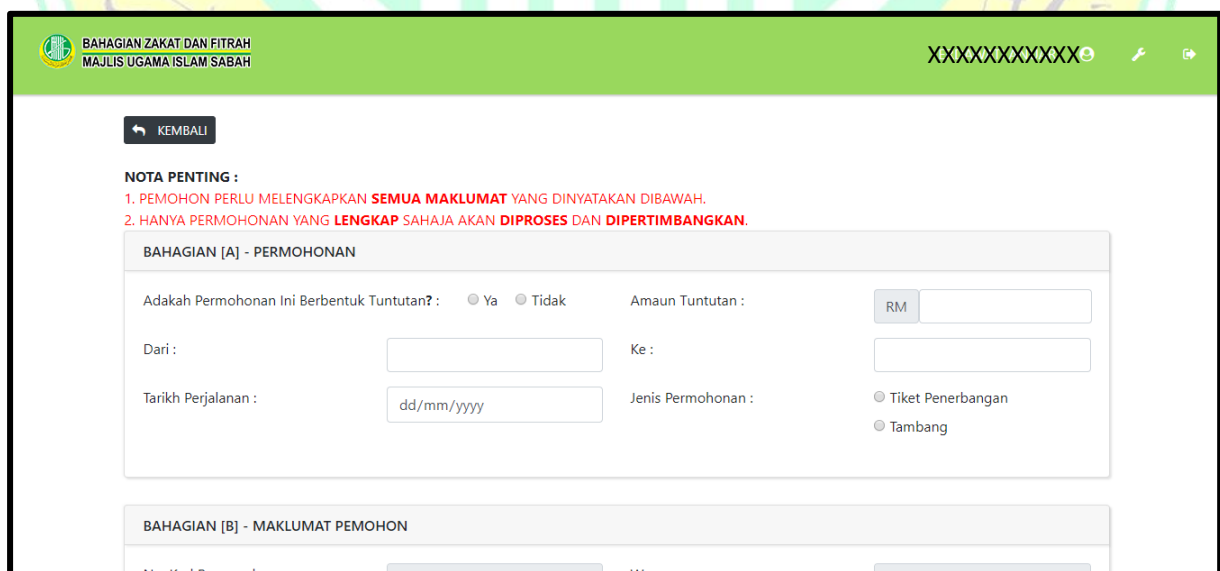 BAHAGIAN ZAKAT DAN FITRAH
MAJLIS UGAMA ISLAM SABAH
XXXXXXXXXXX
KEMBALI
NOTA PENTING :
1. PEMOHON PERLU MELENGKAPKAN SEMUA MAKLUMAT YANG DINYATAKAN DIBAWAH.
2. HANYA PERMOHONAN YANG LENGKAP SAHAJA AKAN DIPROSES DAN DIPERTIMBANGKAN.
BAHAGIAN [A] - PERMOHONAN
Adakah Permohonan Ini Berbentuk Tuntutan? : Ya Tidak Amaun Tuntutan : RM
Dari : Ke :
Tarikh Perjalanan : dd/mm/yyyy Jenis Permohonan : Tiket Penerbangan
Tambang
BAHAGIAN [B] - MAKLUMAT PEMOHON